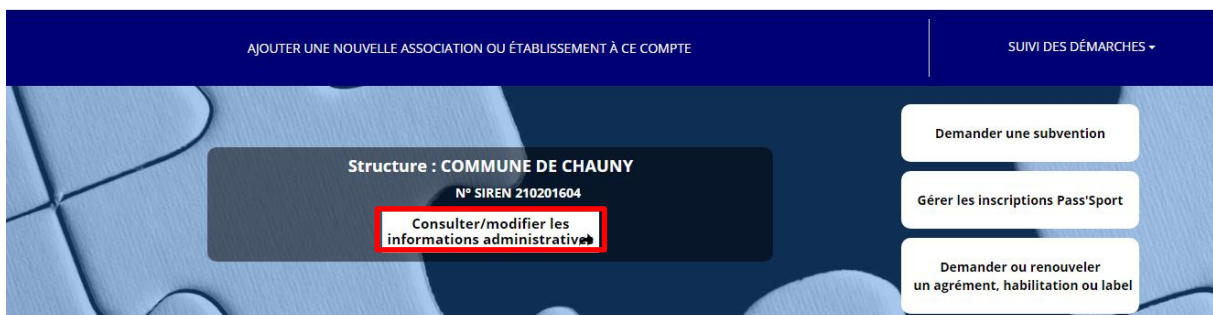 AJOUTER UNE NOUVELLE ASSOCIATION OU ÉTABLISSEMENT À CE COMPTE
SUIVI DES DÉMARCHES
Structure : COMMUNE DE CHAUNY
N° SIREN 210201604
Consulter/modifier les
informations administratives
Demander une subvention
Gérer les inscriptions Pass'Sport
Demander ou renouveler
un agrément, habilitation ou label